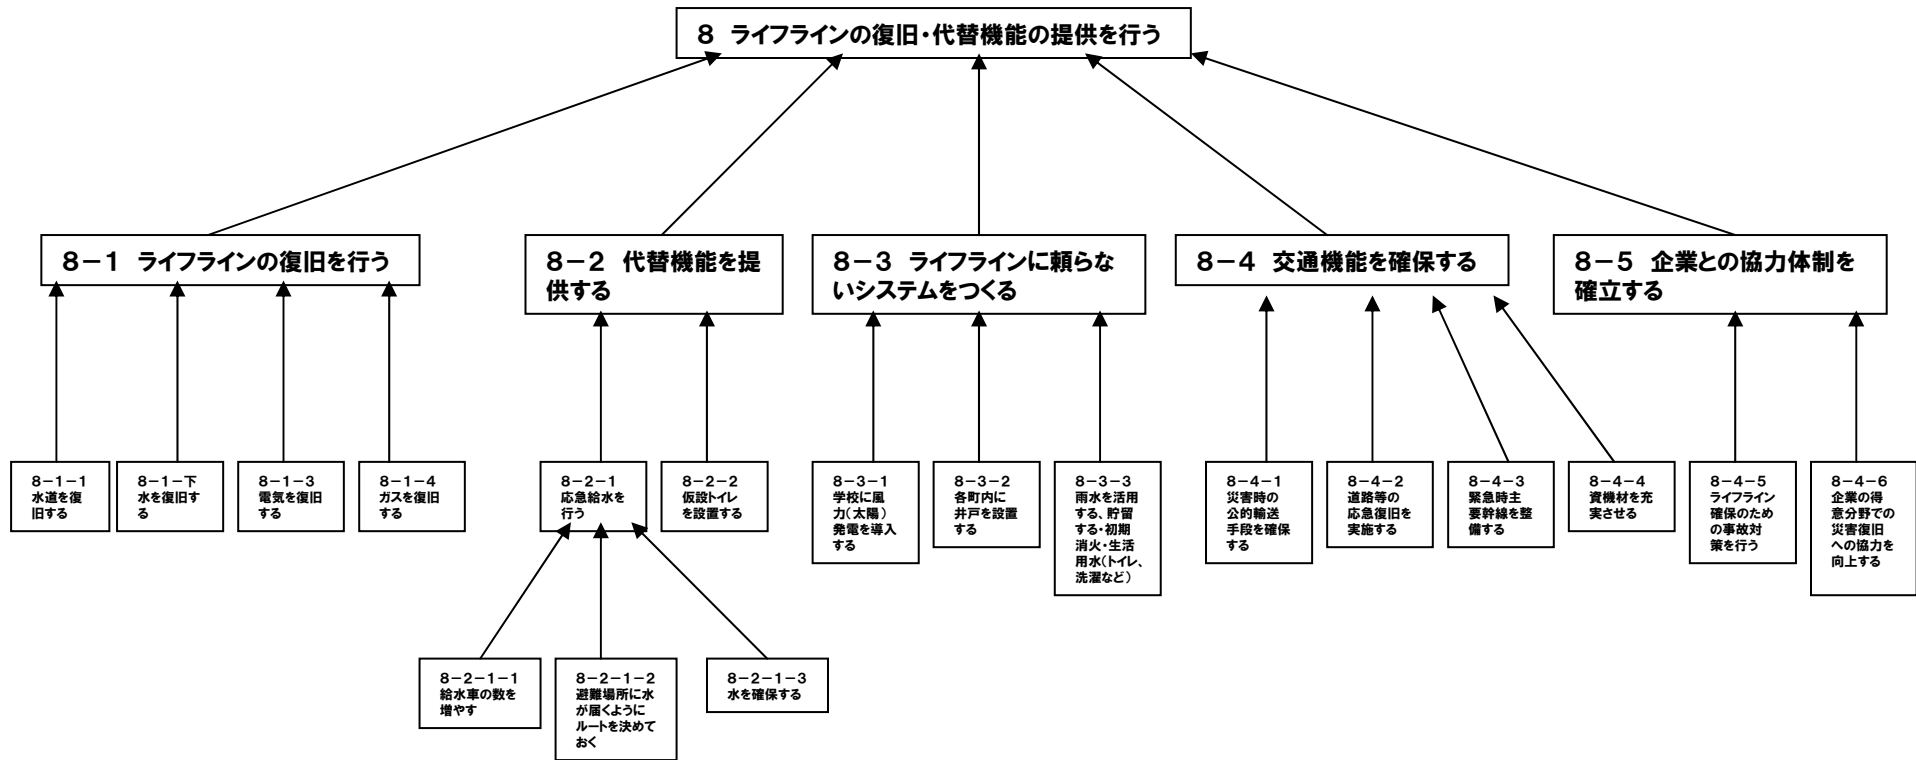 8 ライフラインの復旧・代替機能の提供を行う
8-1 ライフラインの復旧を行う
8-2 代替機能を提
供する
8-3 ライフラインに頼らな
いシステムをつくる
8-4 交通機能を確保する
8-5 企業との協力体制を
確立する
8-1-1
水道を復
旧する
8-1-下
水を復旧す
る
8-1-3
電気を復旧
する
8-1-4
ガスを復旧
する
8-2-1
応急給水を
行う
8-2-2
仮設トイレ
を設置する
8-3-1
学校に風
力(太陽)
発電を導入
する
8-3-2
各町内に
井戸を設置
する
8-3-3
雨水を活用
する、貯留
する・初期
消火・生活
用水(トイレ、
洗濯など)
8-4-1
災害時の
公的輸送
手段を確保
する
8-4-2
道路等の
応急復旧を
実施する
8-4-3
緊急時主
要幹線を整
備する
8-4-4
資機材を充
実させる
8-4-5
ライフライン
確保のため
の事故対
策を行う
8-4-6
企業の得
意分野での
災害復旧
への協力を
向上する
8-2-1-1
給水車の数を
増やす
8-2-1-2
避難場所に水
が届くように
ルートを決めて
おく
8-2-1-3
水を確保する